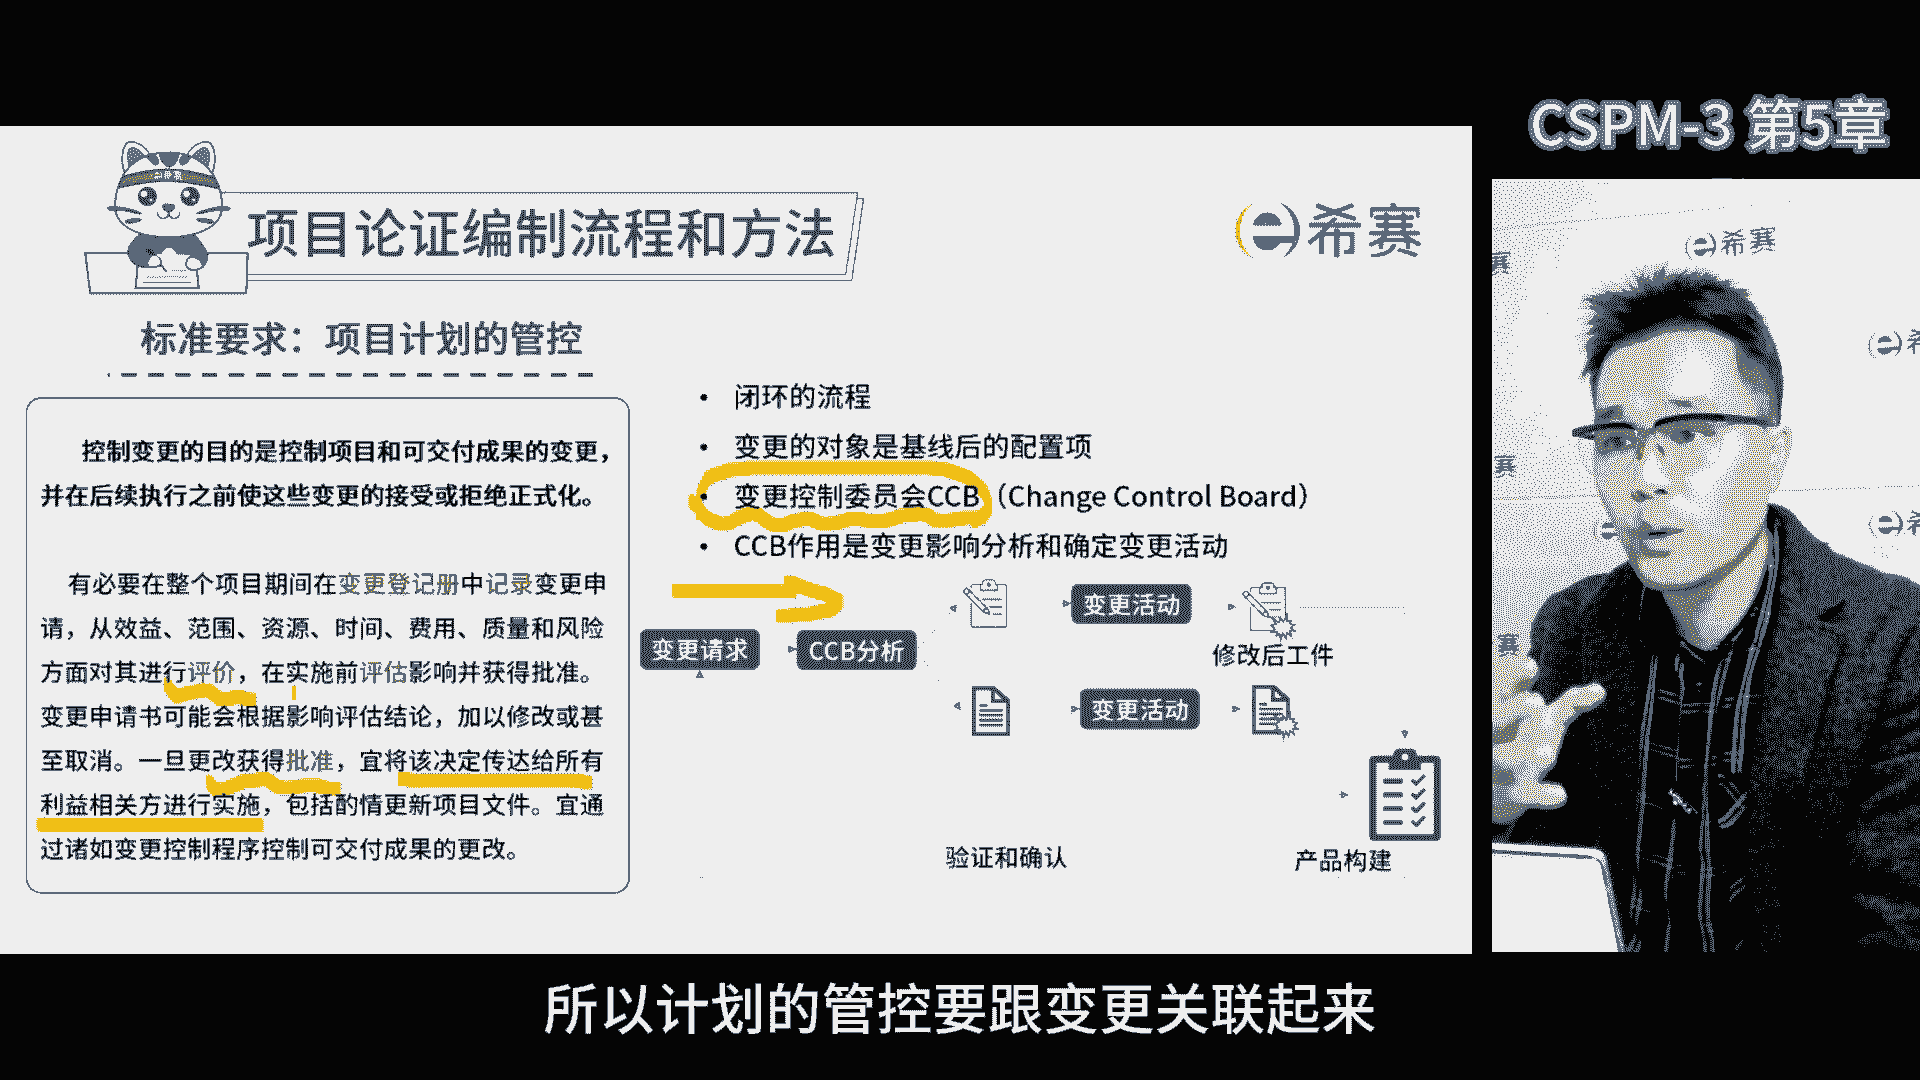 CSPM-3 第5章
项目论证编制流程和方法
希赛
标准要求：项目计划的管控
控制变更的目的是控制项目和可交付成果的变更，
并在后续执行之前使这些变更的接受或拒绝正式化。
有必要在整个项目期间在变更登记册中记录变更申
请，从效益、范围、资源、时间、费用、质量和风险
方面对其进行评价，在实施前评估影响并获得批准。
变更申请书可能会根据影响评估结论，加以修改或甚
至取消。一旦更改获得批准，宜将该决定传达给所有
利益相关方进行实施，包括酌情更新项目文件。宜通
过诸如变更控制程序控制可交付成果的更改。
• 闭环的流程
• 变更的对象是基线后的配置项
• 变更控制委员会CCB（Change Control Board）
• CCB作用是变更影响分析和确定变更活动
变更请求
CCB分析
变更活动
修改后工件
变更活动
验证和确认
产品构建
希赛
赛
希
赛
希
赛
所以计划的管控要跟变更关联起来